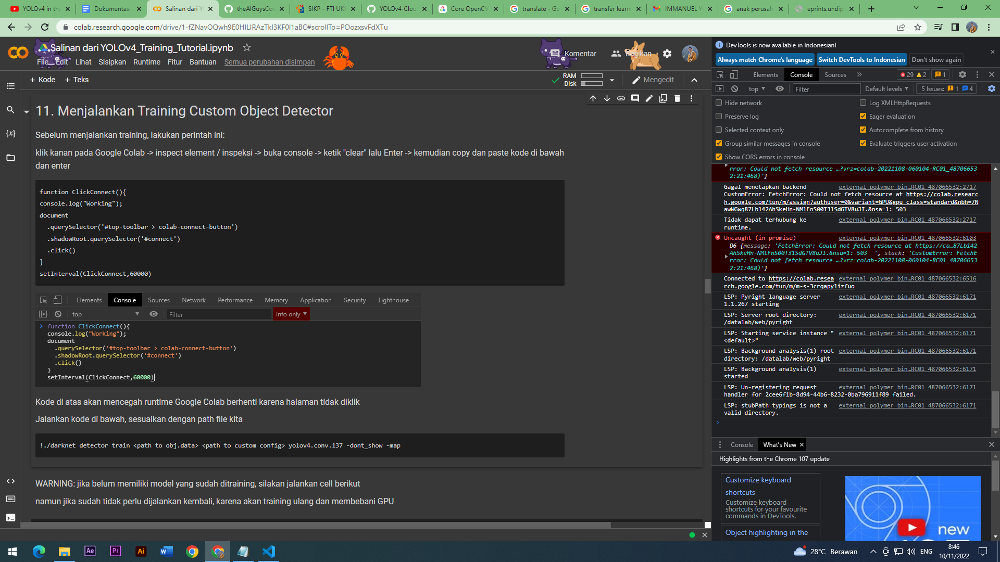 YOLOv4 in the
Dokumentasi
Salinan dari Y
theAIGuysCo
SIKP - FTI UK
YOLOv4-Clou
Core OpenCV
translate - Go
transfer learn
IMMANUEL Y
anak perusah
eprints.undip
colab.research.google.com/drive/1-fZNavOQwh9E0HILlRAzTkI3KF0I1aBC#scrollTo=POozxsvFdXTu
Salinan dari YOLOv4_Training_Tutorial.ipynb
Komentar
Bagikan
File Edit Lihat Sisipkan Runtime Fitur Bantuan Semua perubahan disimpan
+ Kode + Teks
RAM
Disk
Mengedit
11. Menjalankan Training Custom Object Detector
Sebelum menjalankan training, lakukan perintah ini:
klik kanan pada Google Colab -> inspect element / inspeksi -> buka console -> ketik "clear" lalu Enter -> kemudian copy dan paste kode di bawah
dan enter
function ClickConnect(){
console.log("Working");
document
.querySelector('#top-toolbar > colab-connect-button')
.shadowRoot.querySelector('#connect')
.click()
}
setInterval(ClickConnect,60000)
Elements Console Sources Network Performance Memory Application Security Lighthouse
top Filter Info only
function ClickConnect(){
console.log("Working");
document
.querySelector('#top-toolbar > colab-connect-button')
.shadowRoot.querySelector('#connect')
.click()
}
setInterval(ClickConnect,60000)
Kode di atas akan mencegah runtime Google Colab berhenti karena halaman tidak diklik
Jalankan kode di bawah, sesuaikan dengan path file kita
!./darknet detector train <path to obj.data> <path to custom config> yolov4.conv.137 -dont_show -map
WARNING: jika belum memiliki model yang sudah ditraining, silakan jalankan cell berikut
namun jika sudah tidak perlu dijalankan kembali, karena akan training ulang dan membebani GPU
DevTools is now available in Indonesian!
Always match Chrome's language Switch DevTools to Indonesian Don't show again
Elements Console Sources » 29 2 1
top Filter Default levels 5 Issues: 1 4
Hide network Log XMLHttpRequests
Preserve log Eager evaluation
Selected context only Autocomplete from history
Group similar messages in console Evaluate triggers user activation
Show CORS errors in console
rror: Could not fetch resource …?vrz=colab-20221108-060104-RC01_48706653
2:21:468)'}
Gagal menetapkan backend external_polymer_bin…RC01_487066532:2717
CustomError: FetchError: Could not fetch resource at https://colab.researc
h.google.com/tun/m/assign?authuser=0&variant=GPU&gpu_class=standard&nbh=7N
awWGwq87Lb142AhSkeHn-NMlFnS00T31SdGTV8uJI.&nsa=1: 503
Tidak dapat terhubung ke external_polymer_bin…RC01_487066532:2717
runtime.
Uncaught (in promise) external_polymer_bin…RC01_487066532:6103
D6 {message: 'FetchError: Could not fetch resource at https://co…87Lb142
AhSkeHn-NMlFnS00T31SdGTV8uJI.&nsa=1: 503 ', stack: 'CustomError: FetchE
rror: Could not fetch resource …?vrz=colab-20221108-060104-RC01_48706653
2:21:468)'}
Connected to https://colab.resea external_polymer_bin…RC01_487066532:6516
rch.google.com/tun/m/m-s-3crqapylizfuo
LSP: Pyright language server external_polymer_bin…RC01_487066532:6171
1.1.267 starting
LSP: Server root directory: external_polymer_bin…RC01_487066532:6171
/datalab/web/pyright
LSP: Starting service instance " external_polymer_bin…RC01_487066532:6171
<default>"
LSP: Background analysis(1) root external_polymer_bin…RC01_487066532:6171
directory: /datalab/web/pyright
LSP: Background analysis(1) external_polymer_bin…RC01_487066532:6171
started
LSP: Un-registering request external_polymer_bin…RC01_487066532:6171
handler for 2cee6f1b-8d94-44b6-8232-0ba796911f89 failed.
LSP: stubPath typings is not a external_polymer_bin…RC01_487066532:6171
valid directory.
Console What's New
Highlights from the Chrome 107 update
Customize keyboard
shortcuts
Customize keyboard
shortcuts for your favourite
commands in DevTools.
Object highlighting in the
new
Ae Pr Ai W
28°C Berawan
ENG
8:46
10/11/2022